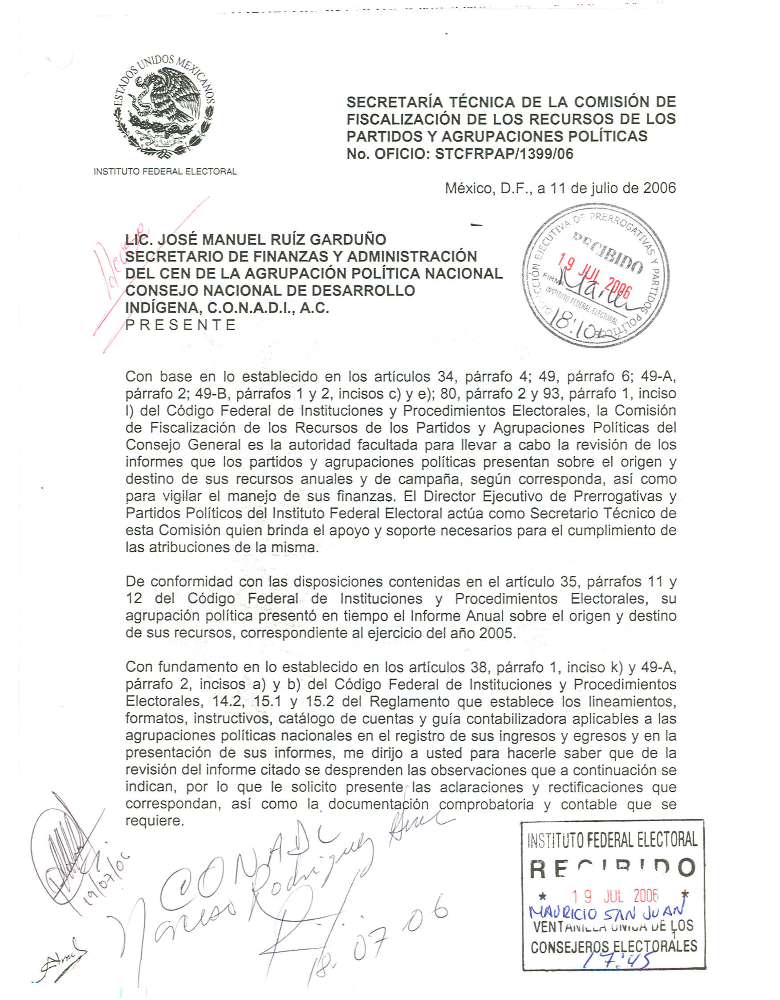 ESTADOS UNIDOS MEXICANOS
INSTITUTO FEDERAL ELECTORAL
SECRETARÍA TÉCNICA DE LA COMISIÓN DE
FISCALIZACIÓN DE LOS RECURSOS DE LOS
PARTIDOS Y AGRUPACIONES POLÍTICAS
No. OFICIO: STCFRPAP/1399/06
México, D.F., a 11 de julio de 2006
Acuse
LIC. JOSÉ MANUEL RUÍZ GARDUÑO
SECRETARIO DE FINANZAS Y ADMINISTRACIÓN
DEL CEN DE LA AGRUPACIÓN POLÍTICA NACIONAL
CONSEJO NACIONAL DE DESARROLLO
INDÍGENA, C.O.N.A.D.I., A.C.
P R E S E N T E
DIRECCIÓN EJECUTIVA DE PRERROGATIVAS Y PARTIDOS POLÍTICOS
RECIBIDO
19 JUL 2006
FIRMA
INSTITUTO FEDERAL ELECTORAL
18:10
Con base en lo establecido en los artículos 34, párrafo 4; 49, párrafo 6; 49-A,
párrafo 2; 49-B, párrafos 1 y 2, incisos c) y e); 80, párrafo 2 y 93, párrafo 1, inciso
l) del Código Federal de Instituciones y Procedimientos Electorales, la Comisión
de Fiscalización de los Recursos de los Partidos y Agrupaciones Políticas del
Consejo General es la autoridad facultada para llevar a cabo la revisión de los
informes que los partidos y agrupaciones políticas presentan sobre el origen y
destino de sus recursos anuales y de campaña, según corresponda, así como
para vigilar el manejo de sus finanzas. El Director Ejecutivo de Prerrogativas y
Partidos Políticos del Instituto Federal Electoral actúa como Secretario Técnico de
esta Comisión quien brinda el apoyo y soporte necesarios para el cumplimiento de
las atribuciones de la misma.
De conformidad con las disposiciones contenidas en el artículo 35, párrafos 11 y
12 del Código Federal de Instituciones y Procedimientos Electorales, su
agrupación política presentó en tiempo el Informe Anual sobre el origen y destino
de sus recursos, correspondiente al ejercicio del año 2005.
Con fundamento en lo establecido en los artículos 38, párrafo 1, inciso k) y 49-A,
párrafo 2, incisos a) y b) del Código Federal de Instituciones y Procedimientos
Electorales, 14.2, 15.1 y 15.2 del Reglamento que establece los lineamientos,
formatos, instructivos, catálogo de cuentas y guía contabilizadora aplicables a las
agrupaciones políticas nacionales en el registro de sus ingresos y egresos y en la
presentación de sus informes, me dirijo a usted para hacerle saber que de la
revisión del informe citado se desprenden las observaciones que a continuación se
indican, por lo que le solicito presente las aclaraciones y rectificaciones que
correspondan, así como la documentación comprobatoria y contable que se
requiere.
19/07/06
CONADI
Narciso Rodriguez
18.07 06
INSTITUTO FEDERAL ELECTORAL
RECIBIDO
* 19 JUL 2006 *
MAURICIO SAN JUAN
VENTANILLA UNICA DE LOS
CONSEJEROS ELECTORALES
17:45
1